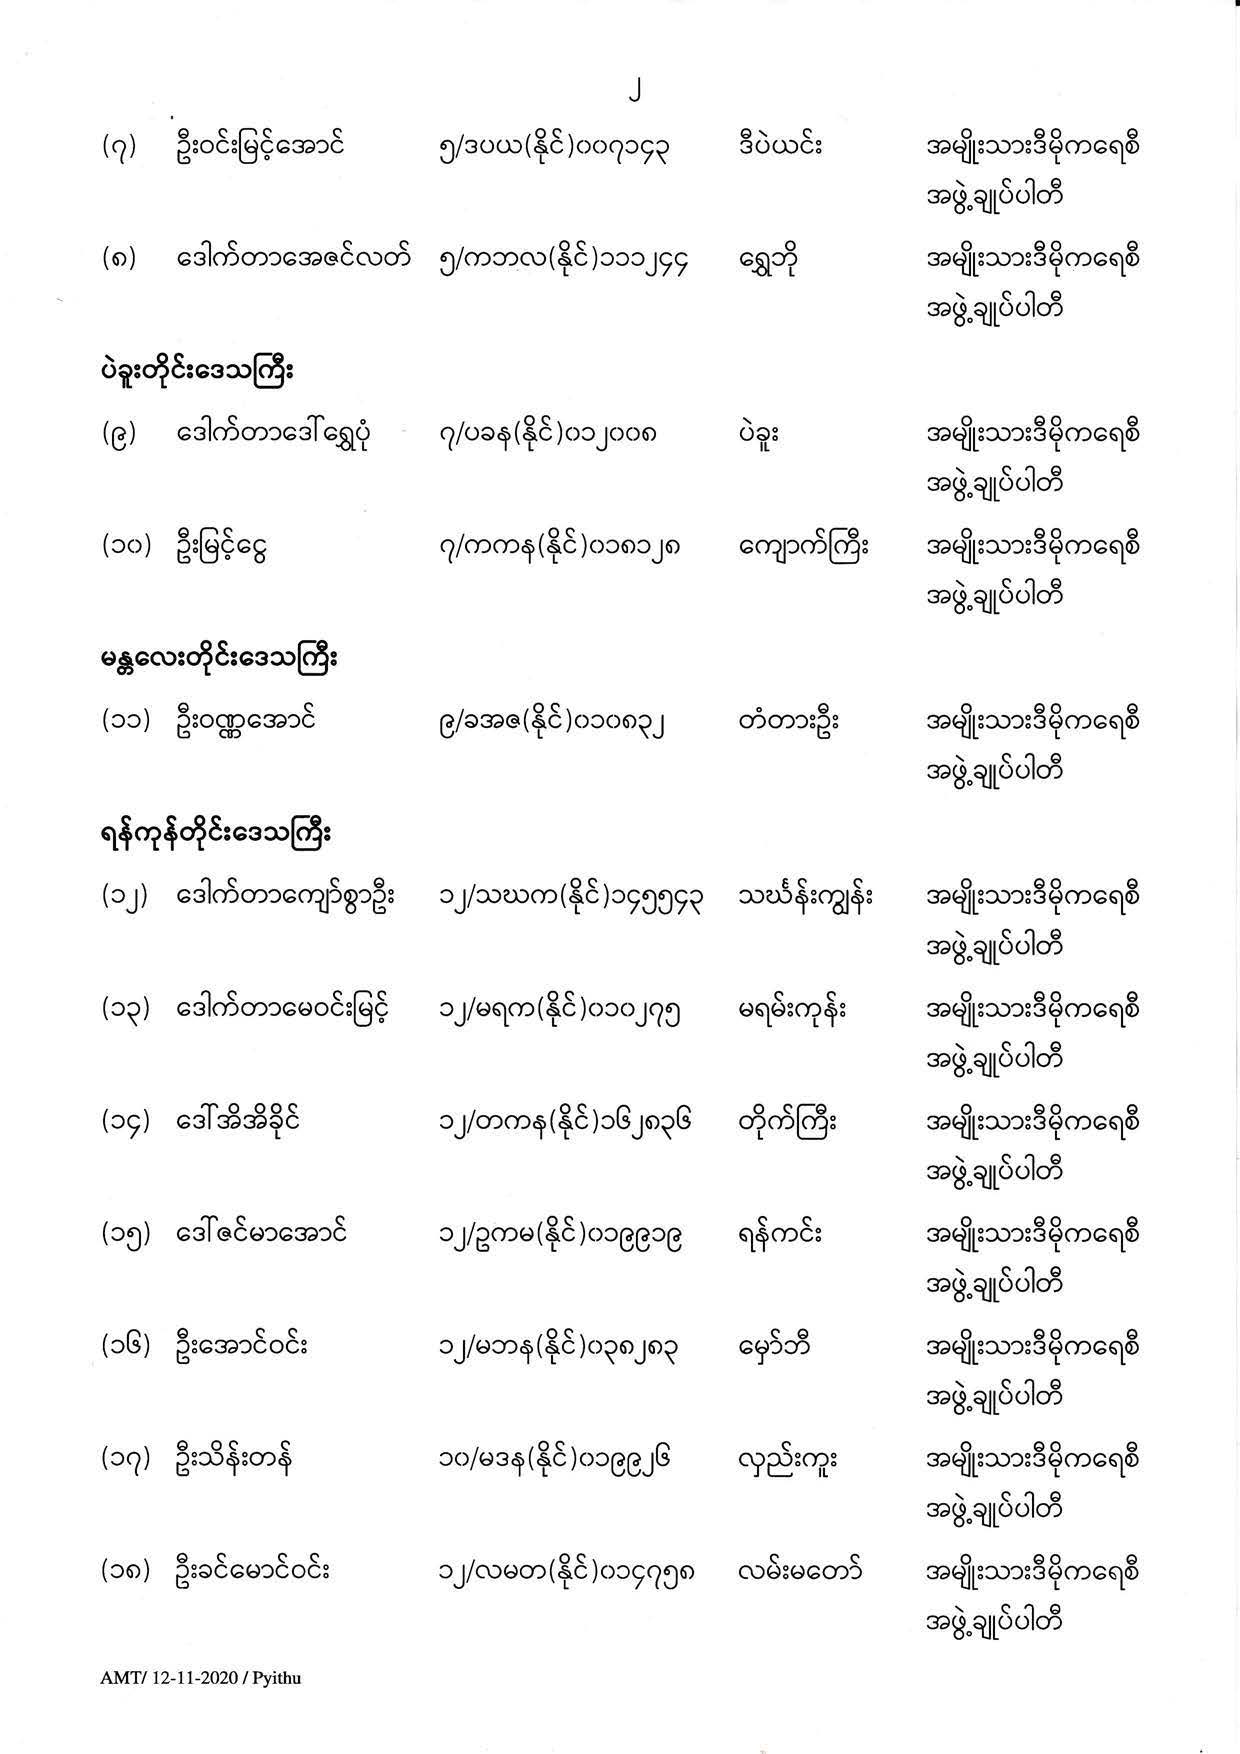 ၂
(၇) ဦးဝင်းမြင့်အောင် ၅/ဒပယ(နိုင်)၀၀၇၁၄၃ ဒီပဲယင်း အမျိုးသားဒီမိုကရေစီ
အဖွဲ့ချုပ်ပါတီ
(၈) ဒေါက်တာအေဇင်လတ် ၅/ကဘလ(နိုင်)၁၁၁၂၄၄ ရွှေဘို အမျိုးသားဒီမိုကရေစီ
အဖွဲ့ချုပ်ပါတီ
ပဲခူးတိုင်းဒေသကြီး
(၉) ဒေါက်တာဒေါ်ရွှေပုံ ၇/ပခန(နိုင်)၀၁၂၀၀၈ ပဲခူး အမျိုးသားဒီမိုကရေစီ
အဖွဲ့ချုပ်ပါတီ
(၁၀) ဦးမြင့်ငွေ ၇/ကကန(နိုင်)၀၁၈၁၂၈ ကျောက်ကြီး အမျိုးသားဒီမိုကရေစီ
အဖွဲ့ချုပ်ပါတီ
မန္တလေးတိုင်းဒေသကြီး
(၁၁) ဦးဝဏ္ဏအောင် ၉/ခအဇ(နိုင်)၀၁၀၈၃၂ တံတားဦး အမျိုးသားဒီမိုကရေစီ
အဖွဲ့ချုပ်ပါတီ
ရန်ကုန်တိုင်းဒေသကြီး
(၁၂) ဒေါက်တာကျော်စွာဦး ၁၂/သဃက(နိုင်)၁၄၅၅၄၃ သင်္ဃန်းကျွန်း အမျိုးသားဒီမိုကရေစီ
အဖွဲ့ချုပ်ပါတီ
(၁၃) ဒေါက်တာမေဝင်းမြင့် ၁၂/မရက(နိုင်)၀၁၀၂၇၅ မရမ်းကုန်း အမျိုးသားဒီမိုကရေစီ
အဖွဲ့ချုပ်ပါတီ
(၁၄) ဒေါ်အိအိခိုင် ၁၂/တကန(နိုင်)၁၆၂၈၃၆ တိုက်ကြီး အမျိုးသားဒီမိုကရေစီ
အဖွဲ့ချုပ်ပါတီ
(၁၅) ဒေါ်ဇင်မာအောင် ၁၂/ဥကမ(နိုင်)၀၁၉၉၁၉ ရန်ကင်း အမျိုးသားဒီမိုကရေစီ
အဖွဲ့ချုပ်ပါတီ
(၁၆) ဦးအောင်ဝင်း ၁၂/မဘန(နိုင်)၀၃၈၂၈၃ မှော်ဘီ အမျိုးသားဒီမိုကရေစီ
အဖွဲ့ချုပ်ပါတီ
(၁၇) ဦးသိန်းတန် ၁၀/မဒန(နိုင်)၀၁၉၉၂၆ လှည်းကူး အမျိုးသားဒီမိုကရေစီ
အဖွဲ့ချုပ်ပါတီ
(၁၈) ဦးခင်မောင်ဝင်း ၁၂/လမတ(နိုင်)၀၁၄၇၅၈ လမ်းမတော် အမျိုးသားဒီမိုကရေစီ
အဖွဲ့ချုပ်ပါတီ
AMT/ 12-11-2020 / Pyithu